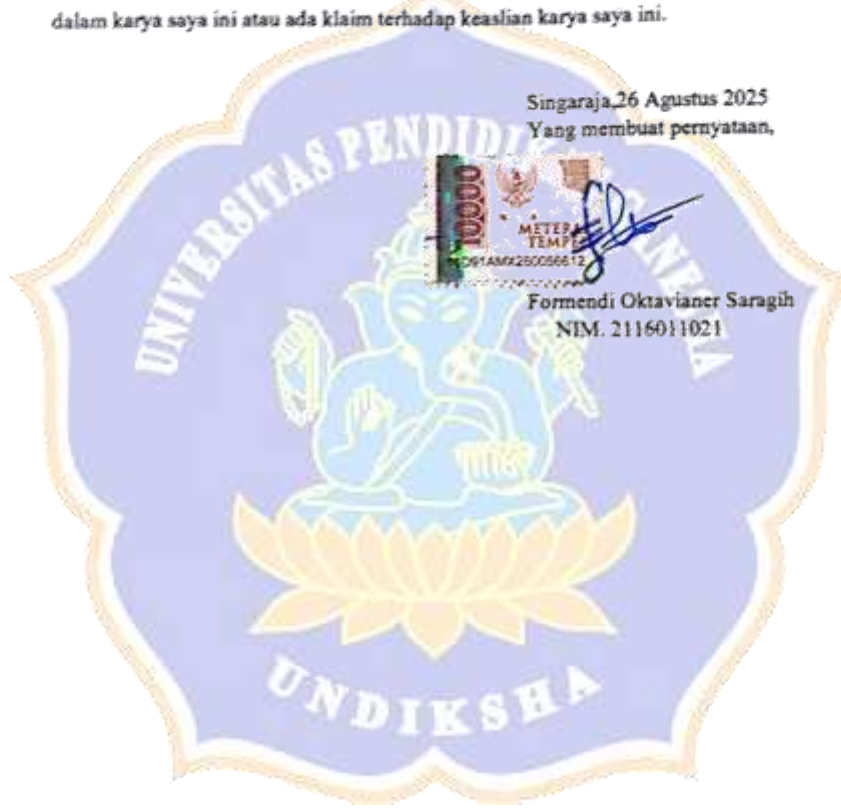 dalam karya saya ini atau ada klaim terhadap keaslian karya saya ini.
Singaraja,26 Agustus 2025
Yang membuat pernyataan,
UNIVERSITAS PENDIDIKAN GANESHA
10000
METERAI
TEMPEL
Formendi Oktavianer Saragih
NIM. 2116011021
UNDIKSHA